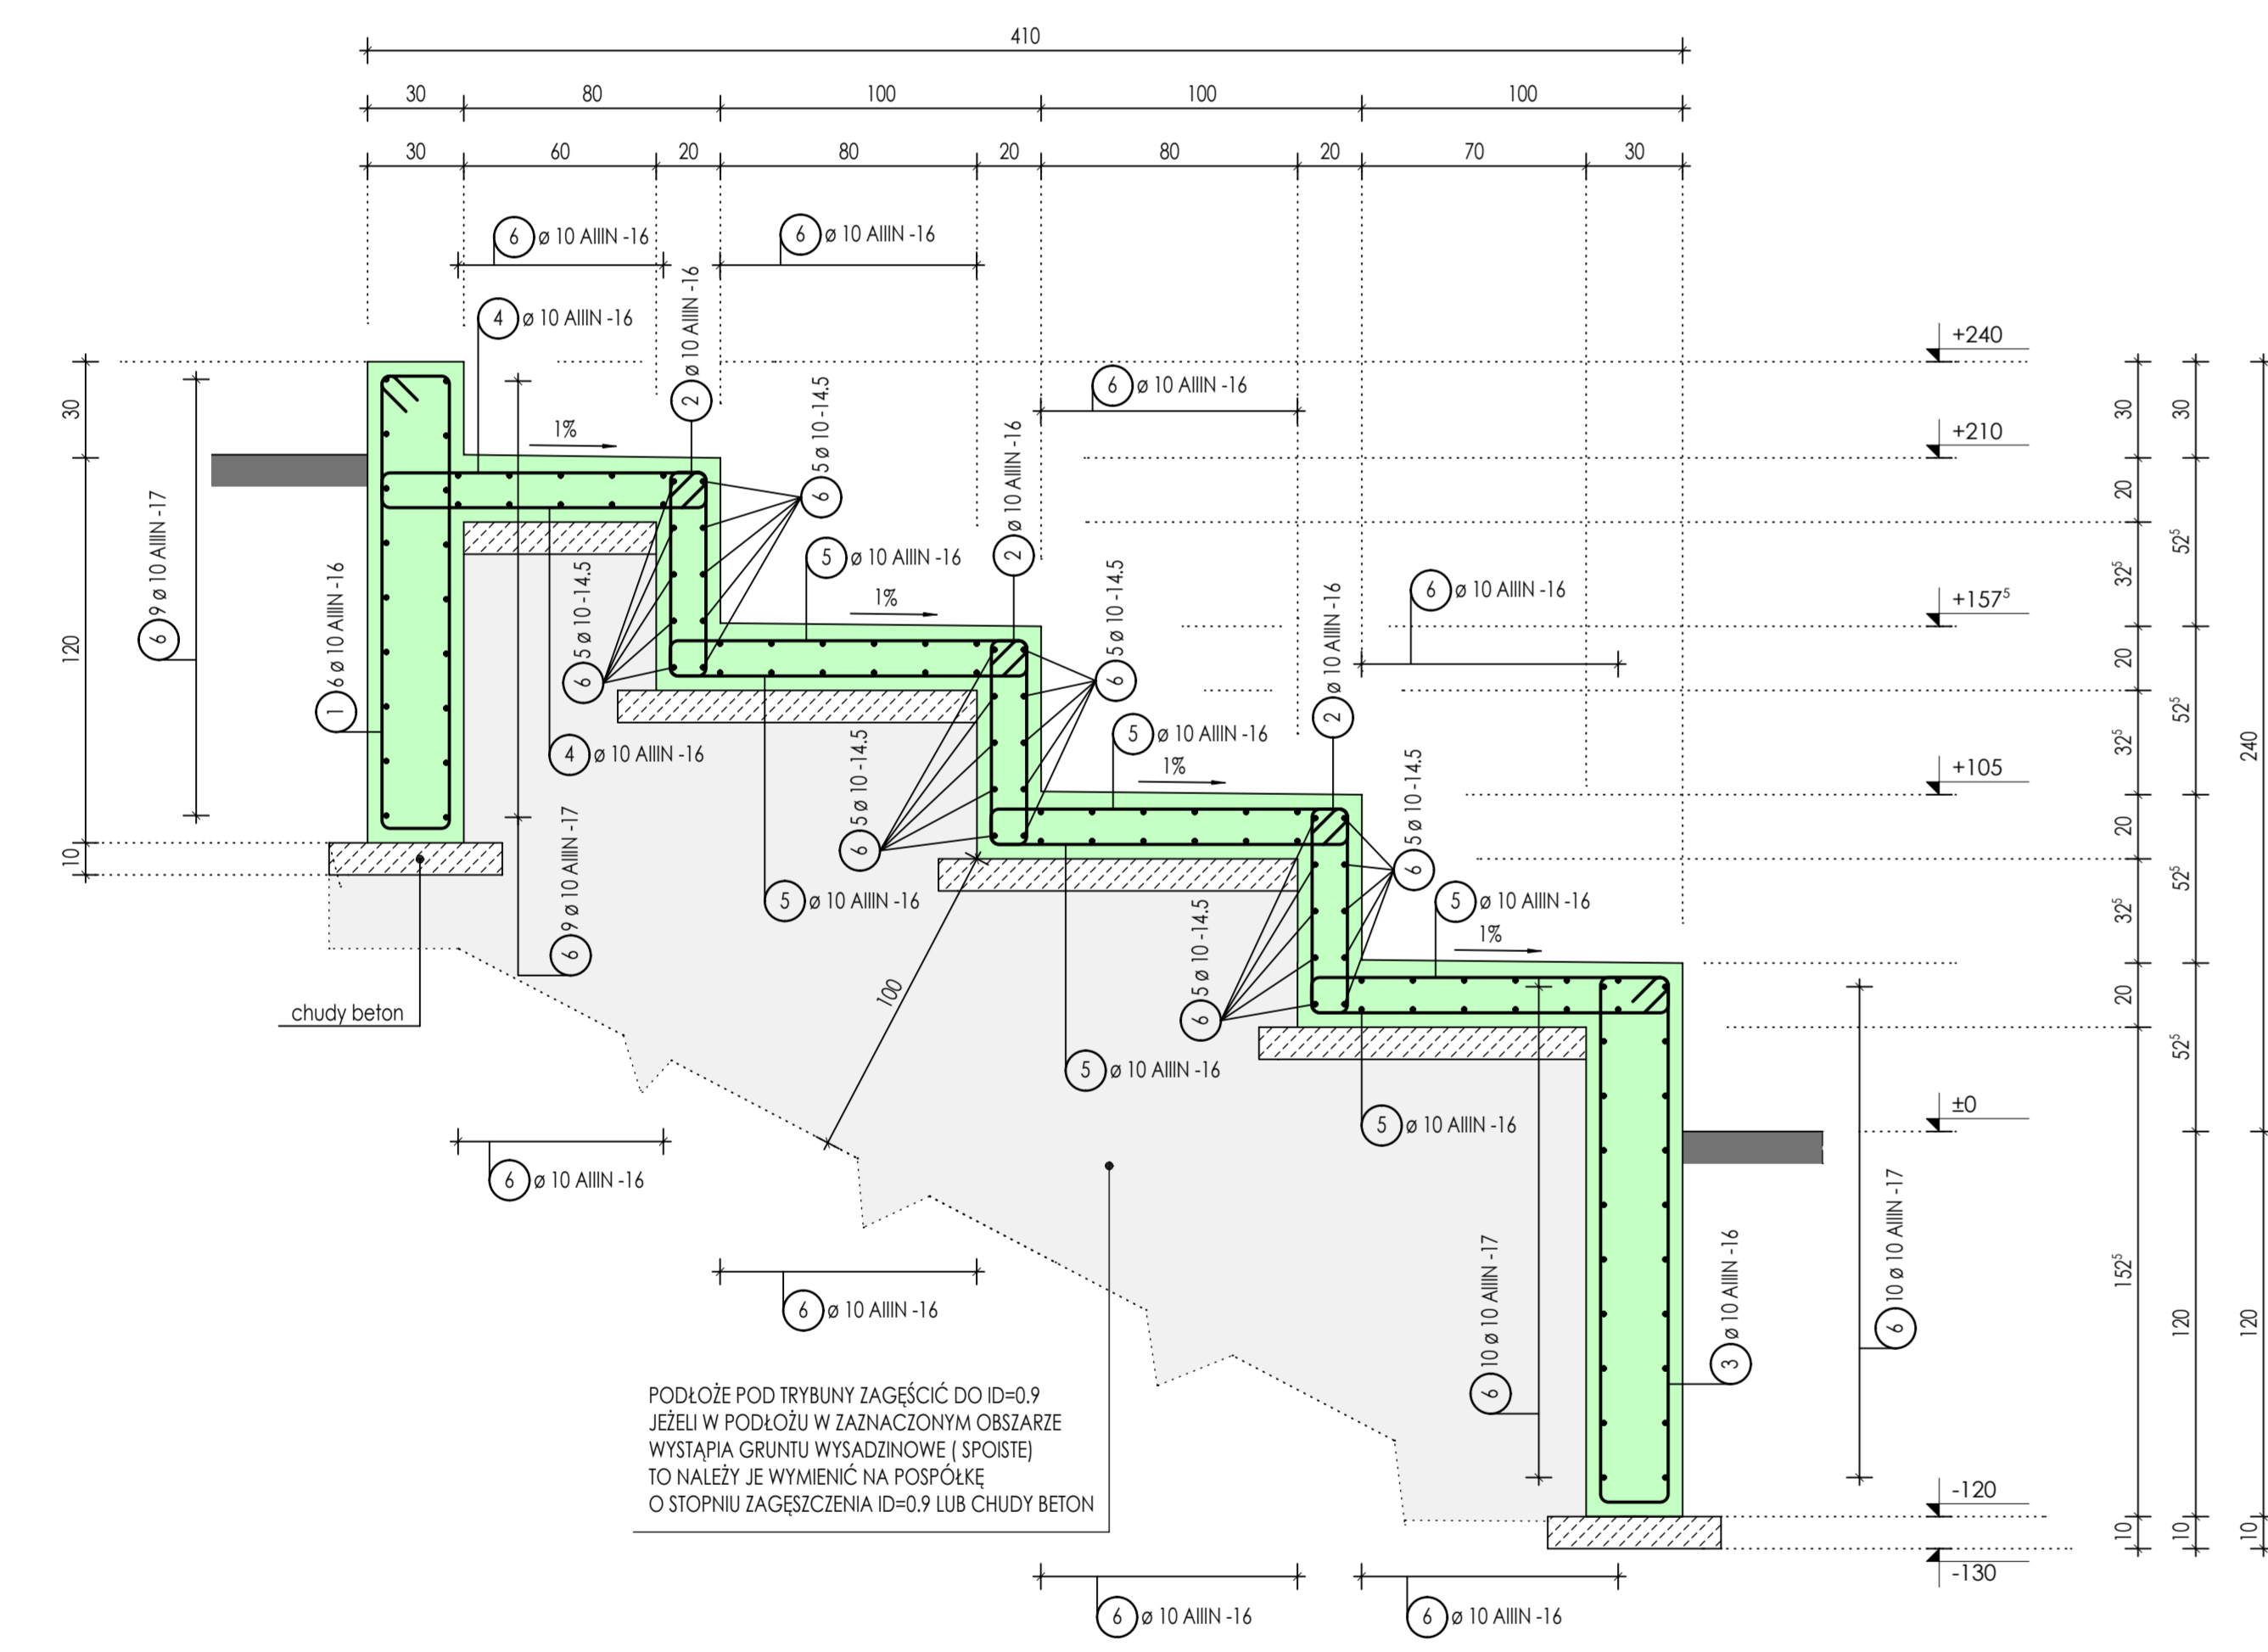 410
30 80 100 100 100
30 60 20 80 20 80 20 70 30
6 ø 10 AIIIN -16
6 ø 10 AIIIN -16
4 ø 10 AIIIN -16
2 ø 10 AIIIN -16
+240
6 ø 10 AIIIN -16
30
30
30
1%
6 5 ø 10 -14.5
2 ø 10 AIIIN -16
+210
20
6 9 ø 10 AIIIN -17
1 6 ø 10 AIIIN -16
120
6 5 ø 10 -14.5
5 ø 10 AIIIN -16
1%
6 5 ø 10 -14.5
2 ø 10 AIIIN -16
6 ø 10 AIIIN -16
32⁵
52⁵
+157⁵
20
4 ø 10 AIIIN -16
6 5 ø 10 -14.5
5 ø 10 AIIIN -16
1%
6 5 ø 10 -14.5
32⁵
52⁵
240
+105
20
10
6 9 ø 10 AIIIN -17
5 ø 10 AIIIN -16
6 5 ø 10 -14.5
5 ø 10 AIIIN -16
1%
32⁵
52⁵
chudy beton
100
20
52⁵
5 ø 10 AIIIN -16
5 ø 10 AIIIN -16
±0
6 ø 10 AIIIN -16
6 ø 10 AIIIN -16
6 10 ø 10 AIIIN -17
3 ø 10 AIIIN -16
6 10 ø 10 AIIIN -17
152⁵
120
120
PODŁOŻE POD TRYBUNY ZAGĘŚCIĆ DO ID=0.9
JEŻELI W PODŁOŻU W ZAZNACZONYM OBSZARZE
WYSTĄPIA GRUNTU WYSADZINOWE ( SPOISTE)
TO NALEŻY JE WYMIENIĆ NA POSPÓŁKĘ
O STOPNIU ZAGĘSZCZENIA ID=0.9 LUB CHUDY BETON
-120
10
10
10
-130
6 ø 10 AIIIN -16
6 ø 10 AIIIN -16